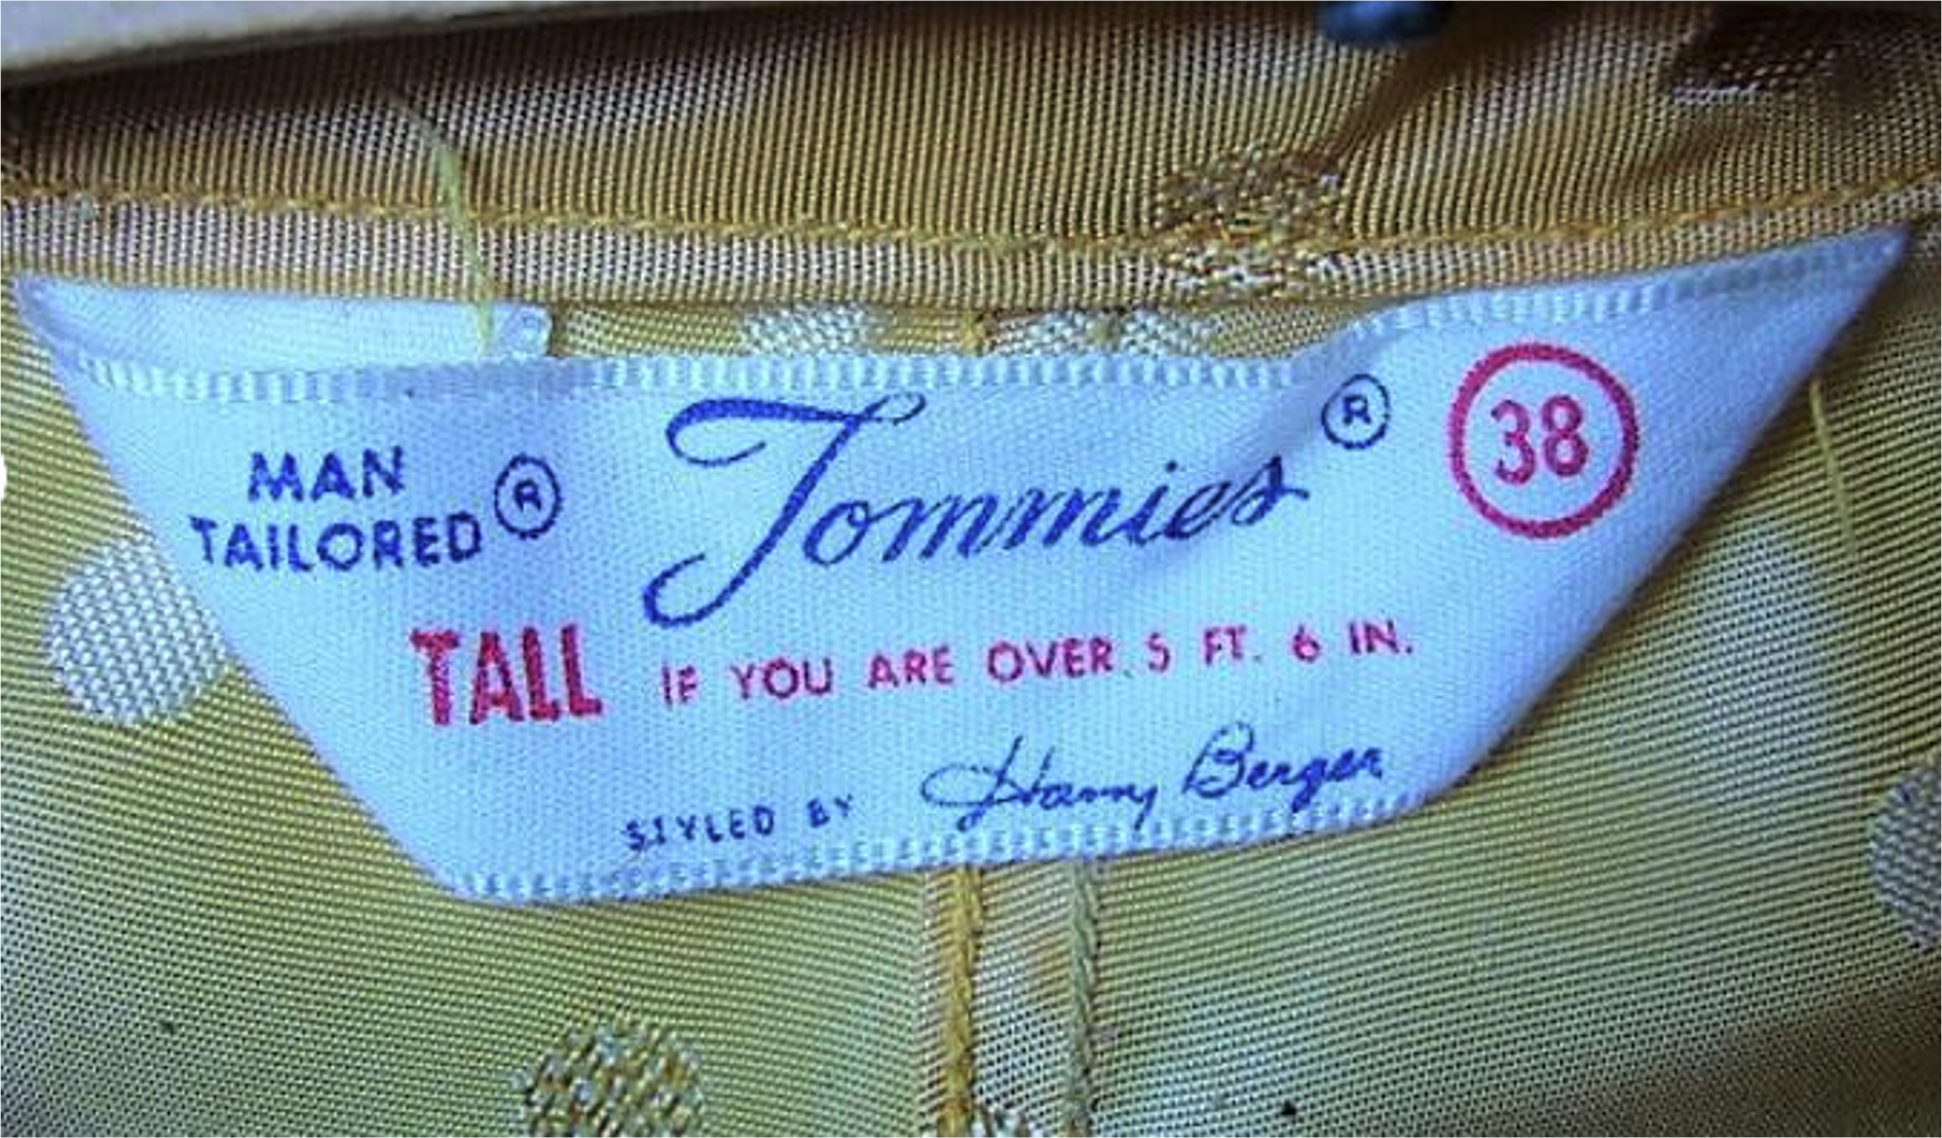 MAN
TAILORED ®
Tommies ®
38
TALL IF YOU ARE OVER 5 FT. 6 IN.
STYLED BY Harry Berger